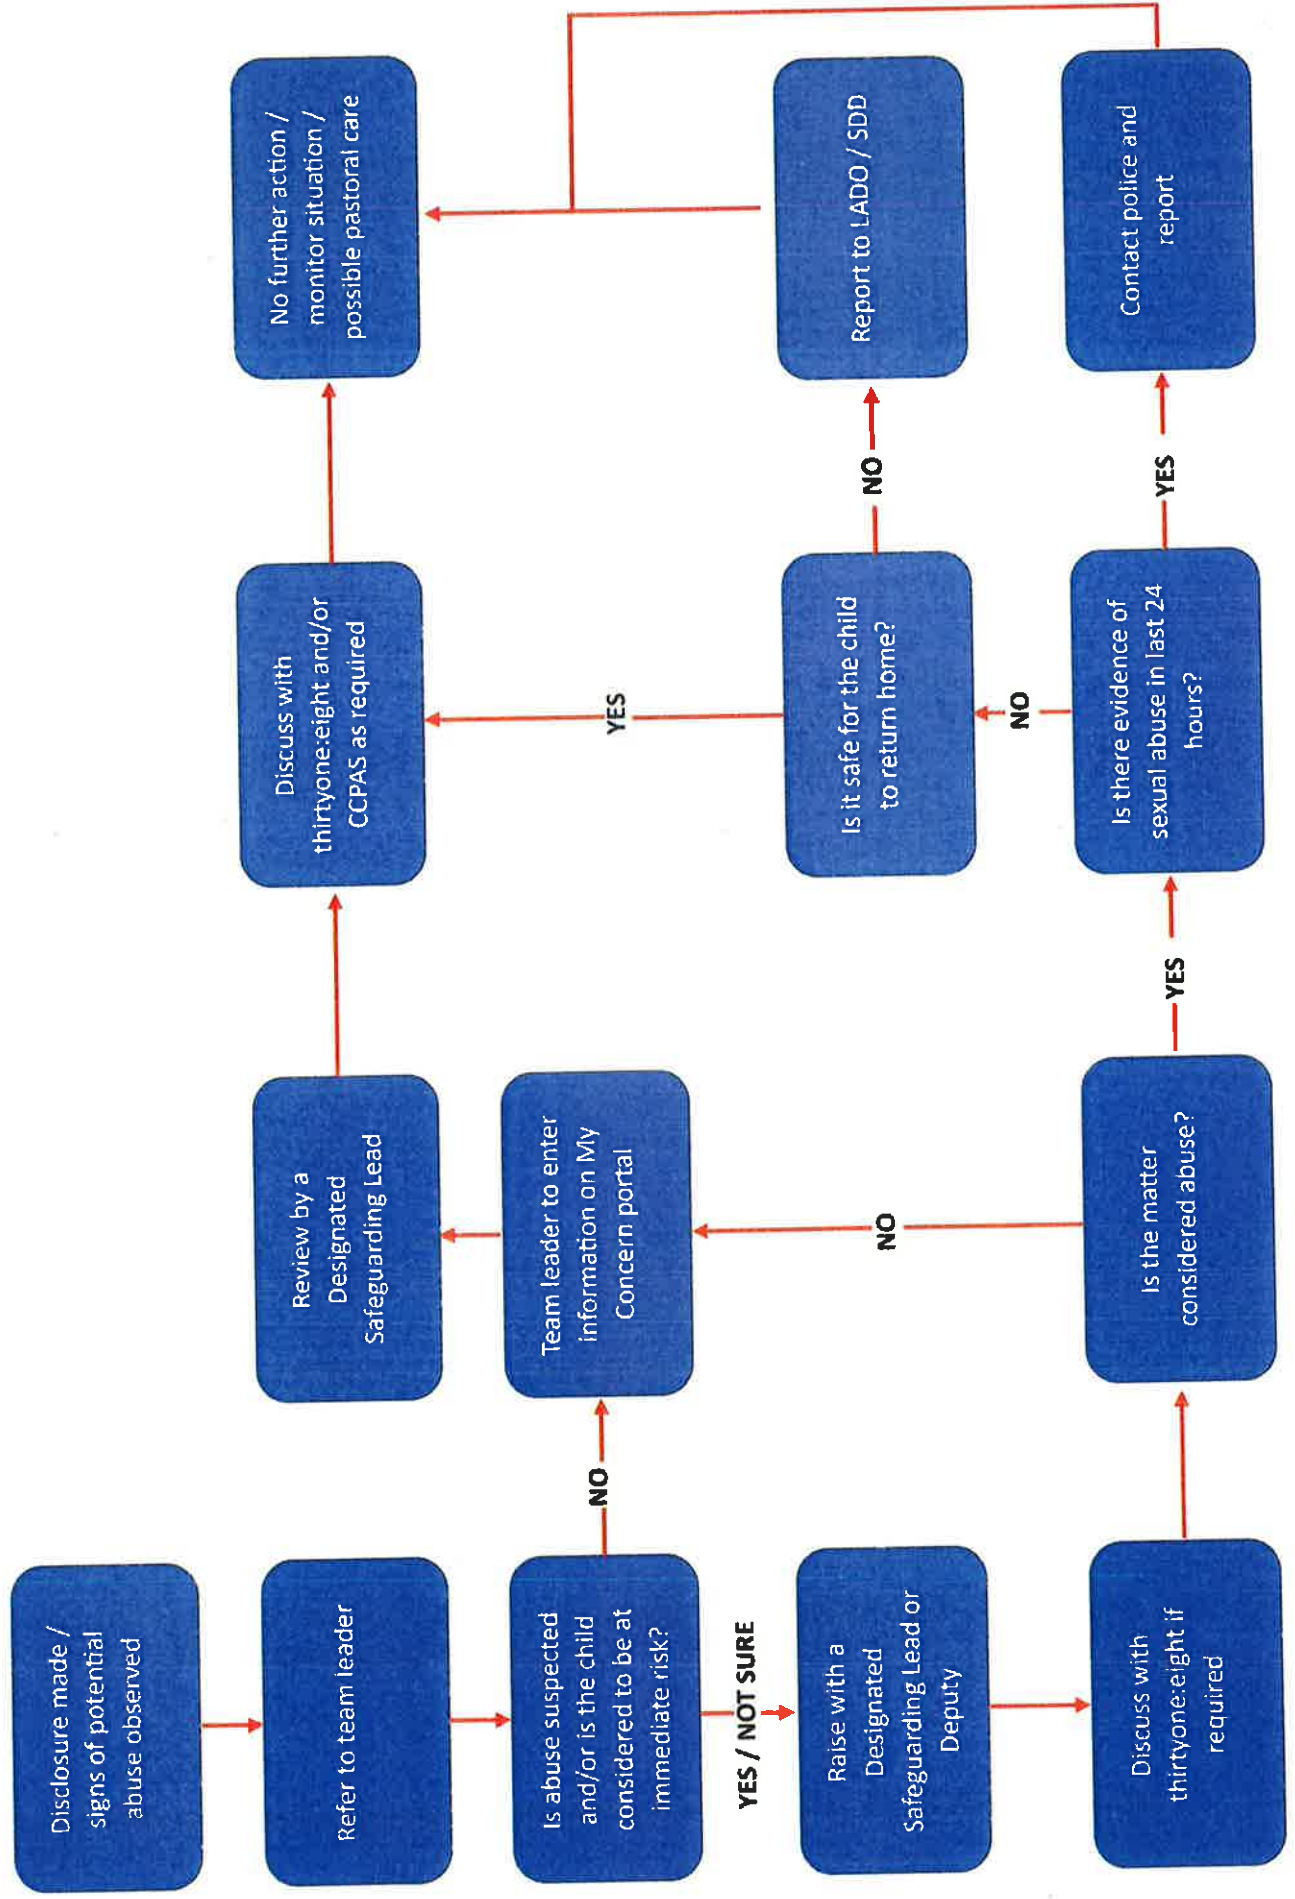 Disclosure made /
signs of potential
abuse observed
Refer to team leader
Is abuse suspected
and/or is the child
considered to be at
immediate risk?
NO
YES / NOT SURE
Raise with a
Designated
Safeguarding Lead or
Deputy
Discuss with
thirtyone:eight if
required
Review by a
Designated
Safeguarding Lead
Team leader to enter
information on My
Concern portal
NO
Is the matter
considered abuse?
YES
Discuss with
thirtyone:eight and/or
CCPAS as required
YES
Is it safe for the child
to return home?
NO
NO
Is there evidence of
sexual abuse in last 24
hours?
YES
No further action /
monitor situation /
possible pastoral care
Report to LADO / SDD
Contact police and
report